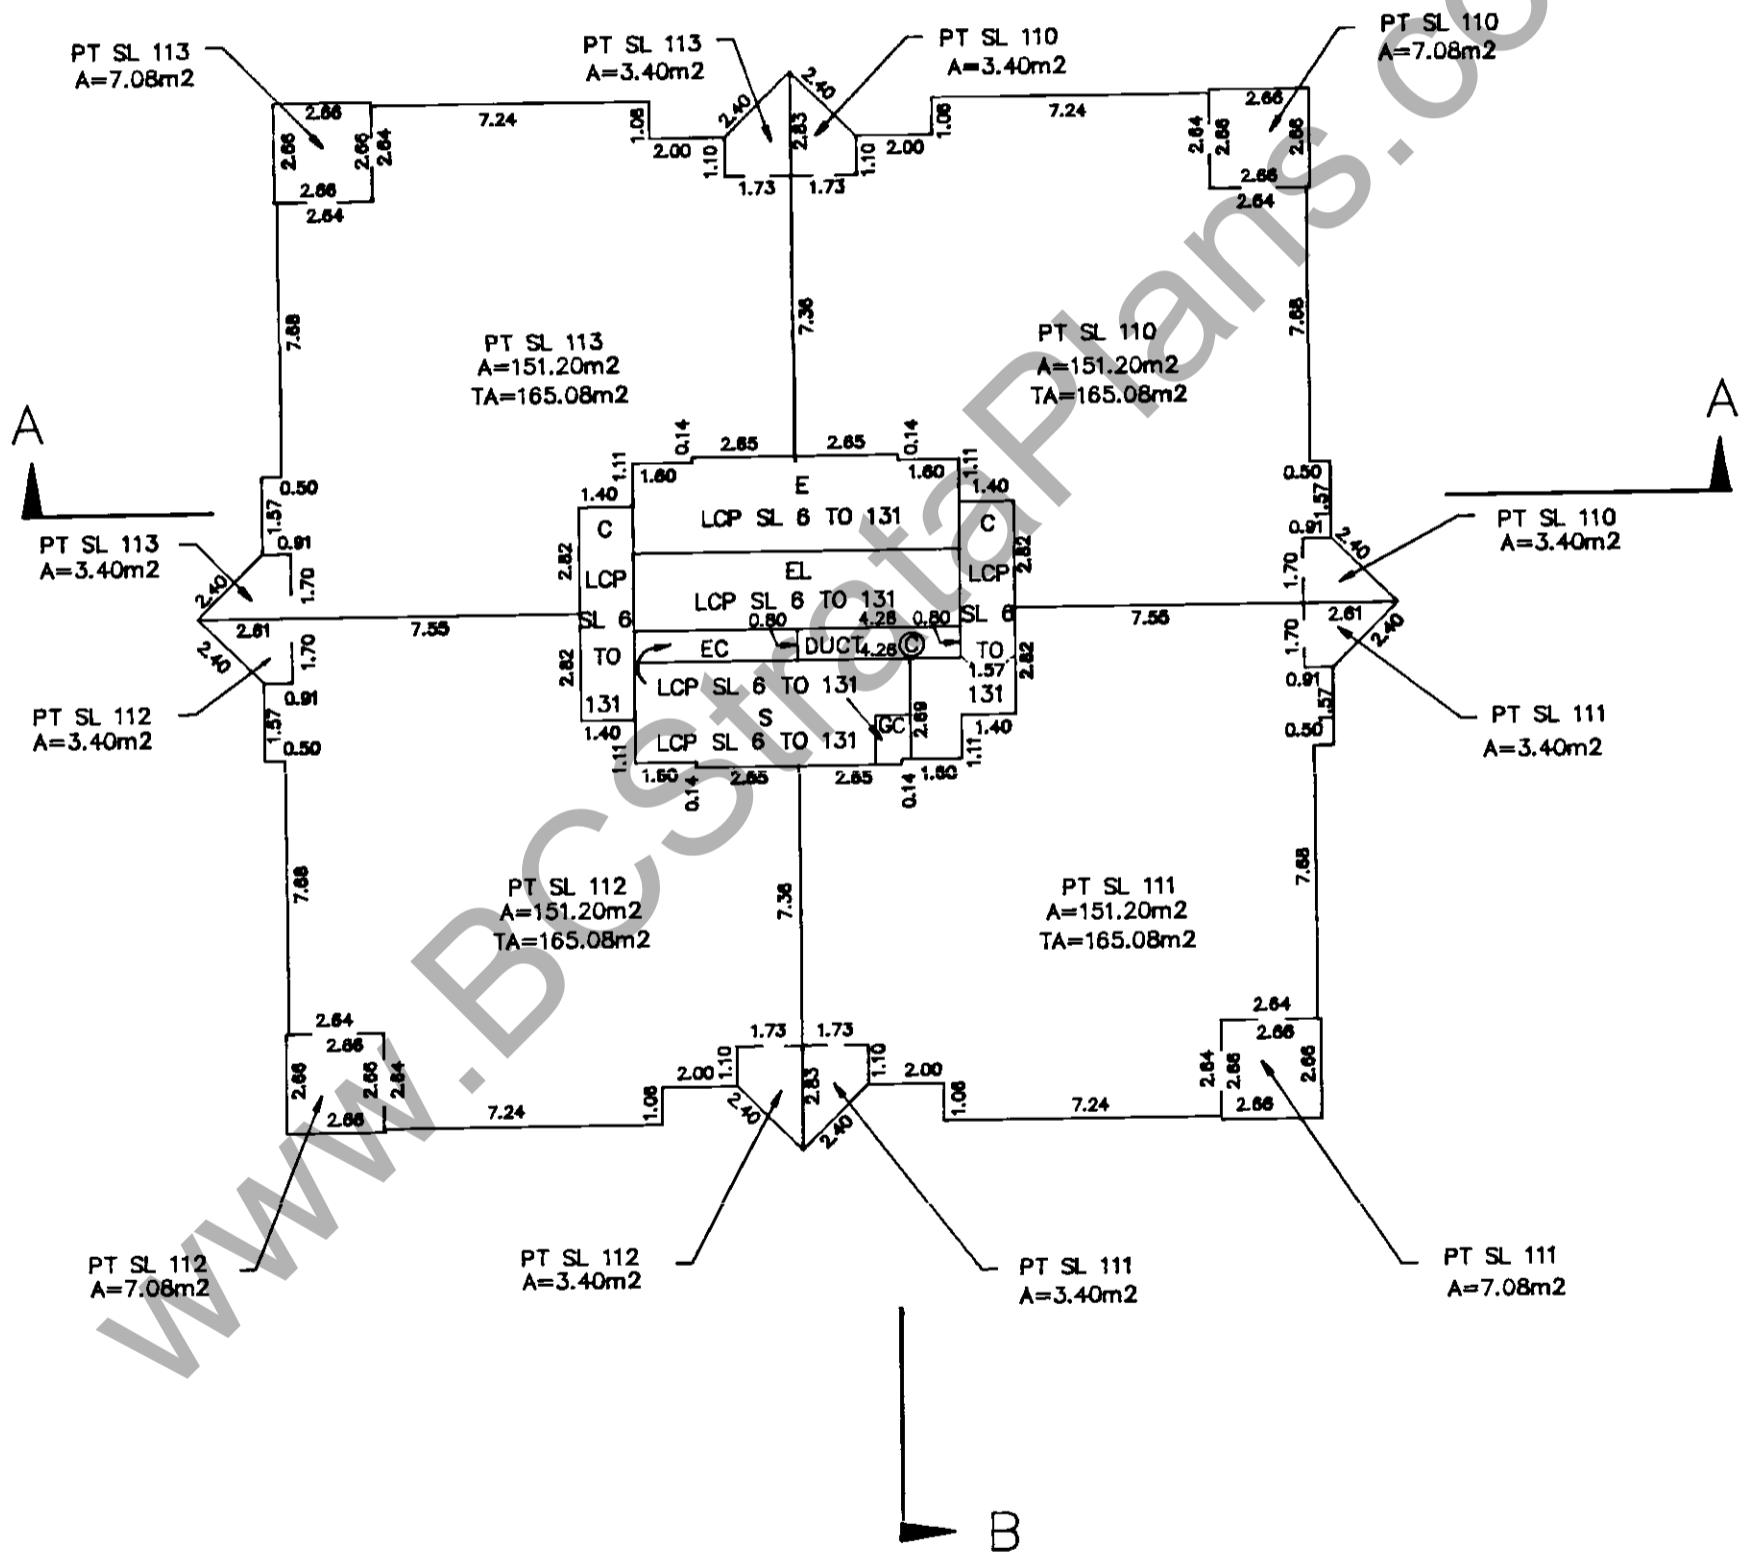 PT SL 113
A=7.08m2
PT SL 113
A=3.40m2
PT SL 110
A=3.40m2
PT SL 110
A=7.08m2
2.66
2.66
2.66
2.64
2.66
2.64
7.24
1.06
2.00
1.10
2.40
2.40
2.83
1.73
1.73
1.10
2.00
1.06
7.24
2.64
2.66
2.66
2.66
2.66
2.64
7.68
7.36
7.68
PT SL 113
A=151.20m2
TA=165.08m2
PT SL 110
A=151.20m2
TA=165.08m2
A
A
0.14
2.65
2.65
0.14
1.11
1.60
1.60
1.11
1.40
1.40
E
LCP SL 6 TO 131
C
LCP
SL 6
TO
131
2.82
2.82
1.40
EL
LCP SL 6 TO 131
0.80
4.26
0.80
EC
DUCT
4.26
C
LCP SL 6 TO 131
S
LCP SL 6 TO 131
GC
2.69
C
LCP
SL 6
TO
1.57
131
2.82
2.82
1.40
1.11
1.60
0.14
2.65
2.65
0.14
1.60
1.11
0.50
1.57
0.91
1.70
2.40
2.61
7.55
2.40
1.70
0.91
1.57
0.50
PT SL 113
A=3.40m2
PT SL 112
A=3.40m2
0.50
1.57
0.91
2.40
1.70
7.55
2.61
1.70
2.40
0.91
1.57
0.50
PT SL 110
A=3.40m2
PT SL 111
A=3.40m2
7.68
7.36
7.68
PT SL 112
A=151.20m2
TA=165.08m2
PT SL 111
A=151.20m2
TA=165.08m2
2.64
2.66
2.66
2.66
2.64
2.66
7.24
1.06
2.00
1.10
1.73
1.73
1.10
2.40
2.83
2.40
2.00
1.06
7.24
2.64
2.66
2.64
2.66
2.66
2.66
PT SL 112
A=7.08m2
PT SL 112
A=3.40m2
PT SL 111
A=3.40m2
PT SL 111
A=7.08m2
B
www.BCStrataPlans.co